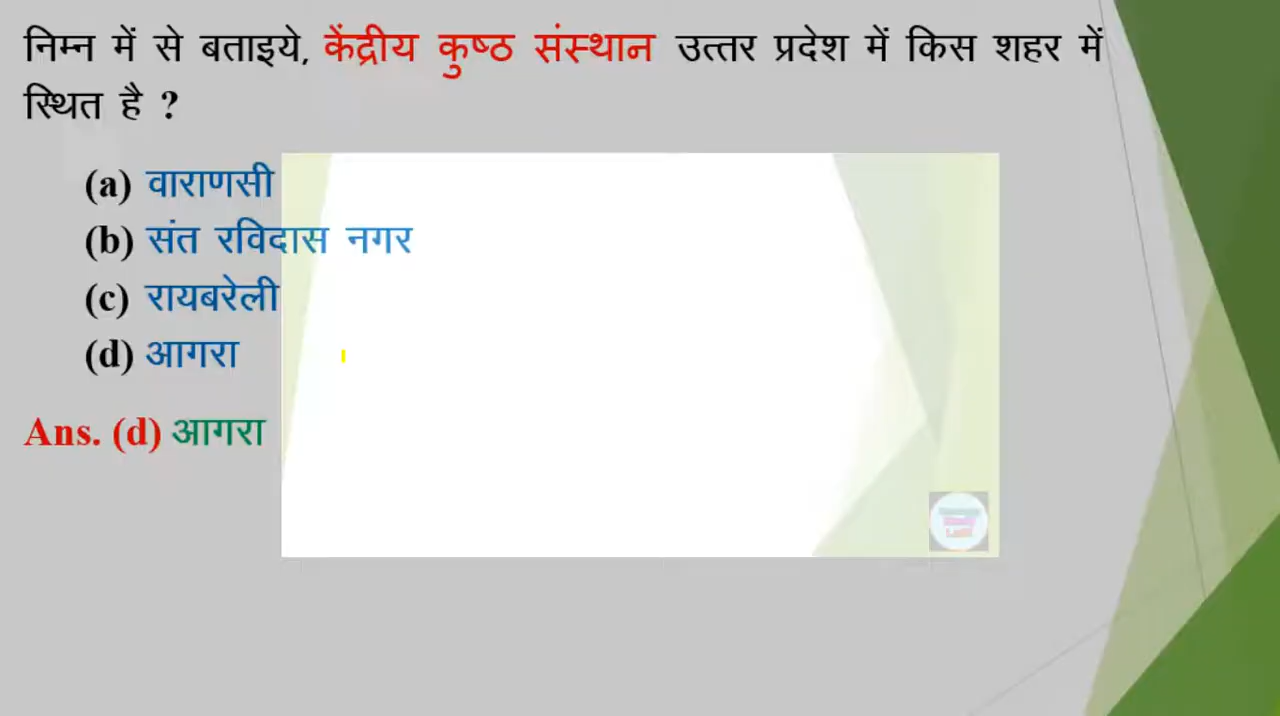 निम्न में से बताइये, केंद्रीय कुष्ठ संस्थान उत्तर प्रदेश में किस शहर में
स्थित है ?
(a) वाराणसी
(b) संत रविदास नगर
(c) रायबरेली
(d) आगरा
Ans. (d) आगरा